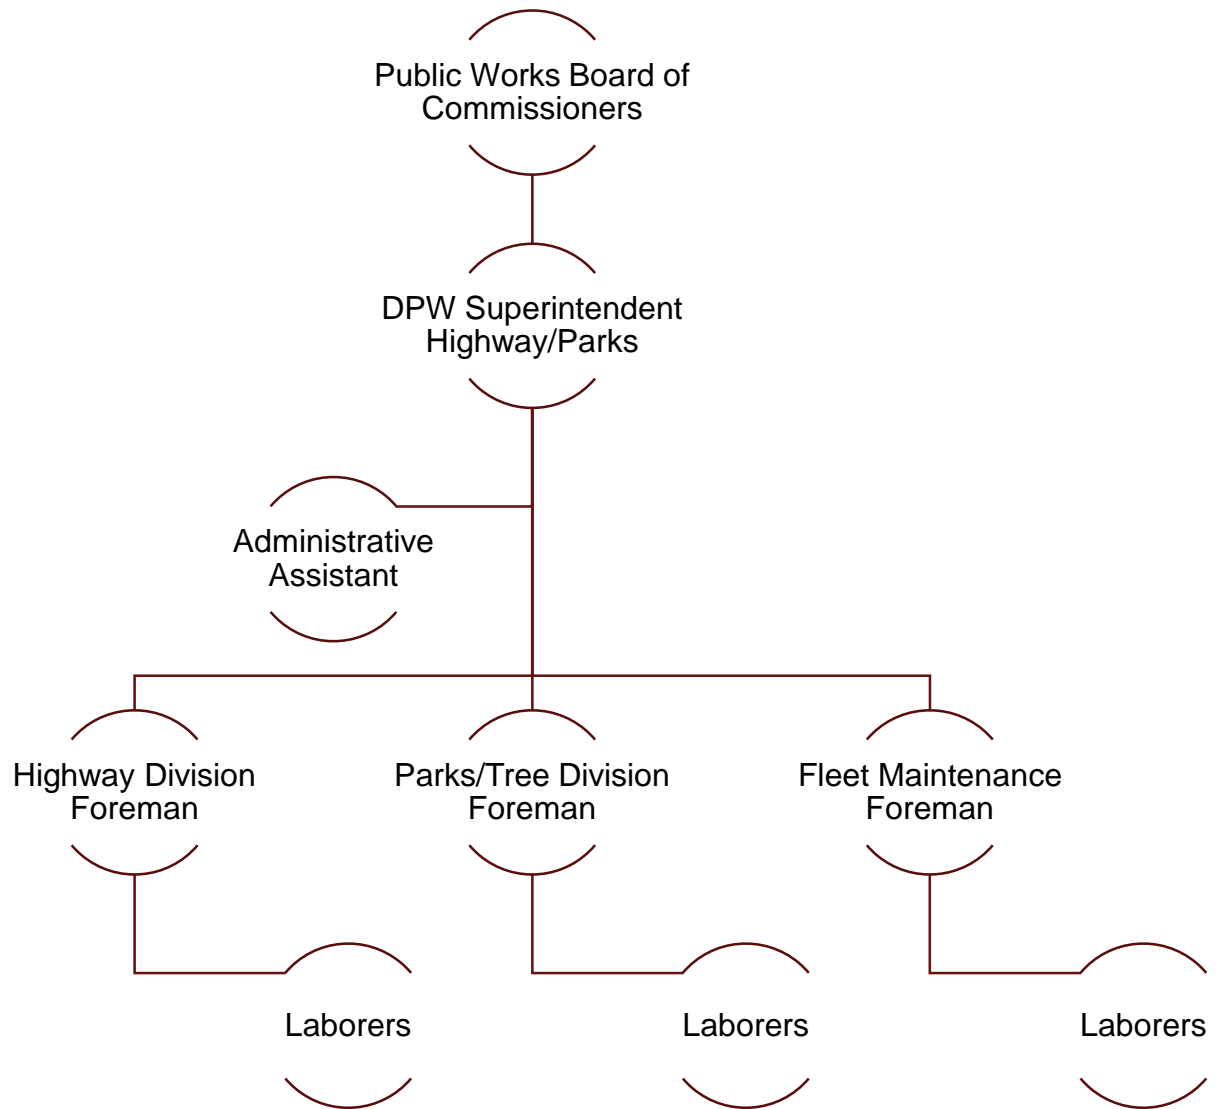 Public Works Board of
Commissioners
DPW Superintendent
Highway/Parks
Administrative
Assistant
Highway Division
Foreman
Parks/Tree Division
Foreman
Fleet Maintenance
Foreman
Laborers
Laborers
Laborers